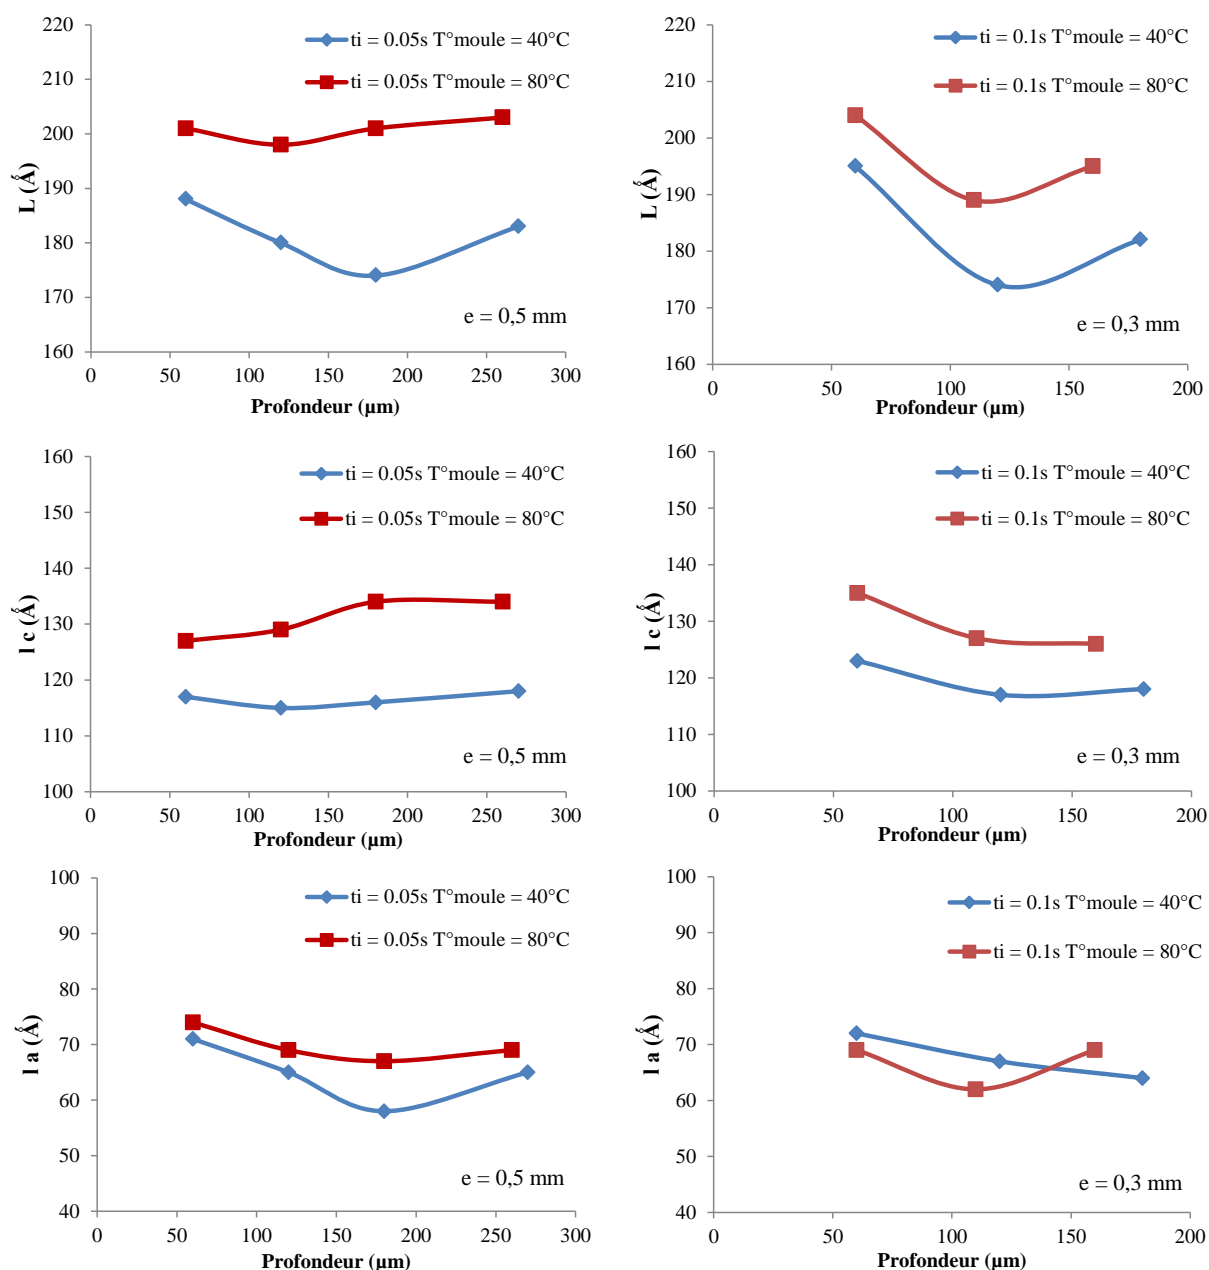 220
210
200
190
180
170
160
L (Å)
ti = 0.05s T°moule = 40°C
ti = 0.05s T°moule = 80°C
e = 0,5 mm
0 50 100 150 200 250 300
Profondeur (µm)
220
210
200
190
180
170
160
L (Å)
ti = 0.1s T°moule = 40°C
ti = 0.1s T°moule = 80°C
e = 0,3 mm
0 50 100 150 200
Profondeur (µm)
160
150
140
130
120
110
100
l c (Å)
ti = 0.05s T°moule = 40°C
ti = 0.05s T°moule = 80°C
e = 0,5 mm
0 50 100 150 200 250 300
Profondeur (µm)
160
150
140
130
120
110
100
l c (Å)
ti = 0.1s T°moule = 40°C
ti = 0.1s T°moule = 80°C
e = 0,3 mm
0 50 100 150 200
Profondeur (µm)
100
90
80
70
60
50
40
l a (Å)
ti = 0.05s T°moule = 40°C
ti = 0.05s T°moule = 80°C
e = 0,5 mm
0 50 100 150 200 250 300
Profondeur (µm)
100
90
80
70
60
50
40
l a (Å)
ti = 0.1s T°moule = 40°C
ti = 0.1s T°moule = 80°C
e = 0,3 mm
0 50 100 150 200
Profondeur (µm)